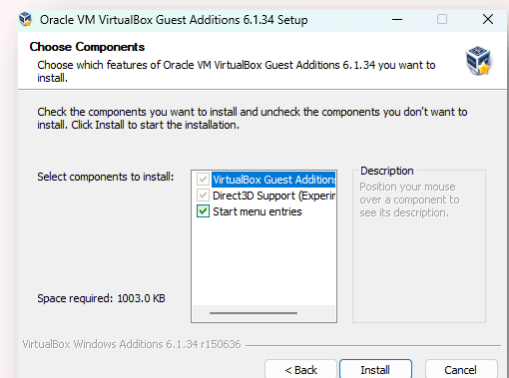 Oracle VM VirtualBox Guest Additions 6.1.34 Setup
Choose Components
Choose which features of Oracle VM VirtualBox Guest Additions 6.1.34 you want to
install.
Check the components you want to install and uncheck the components you don't want to
install. Click Install to start the installation.
Select components to install:
VirtualBox Guest Additions
Direct3D Support (Experir
Start menu entries
Description
Position your mouse
over a component to
see its description.
Space required: 1003.0 KB
VirtualBox Windows Additions 6.1.34 r150636
< Back
Install
Cancel